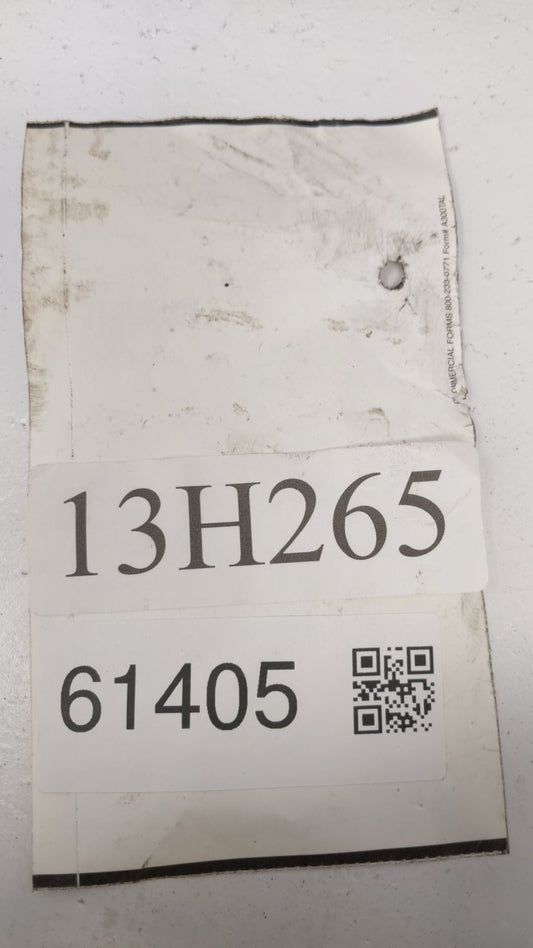 COMMERCIAL FORMS 800-233-0771 Form# A300TAL
13H265
61405